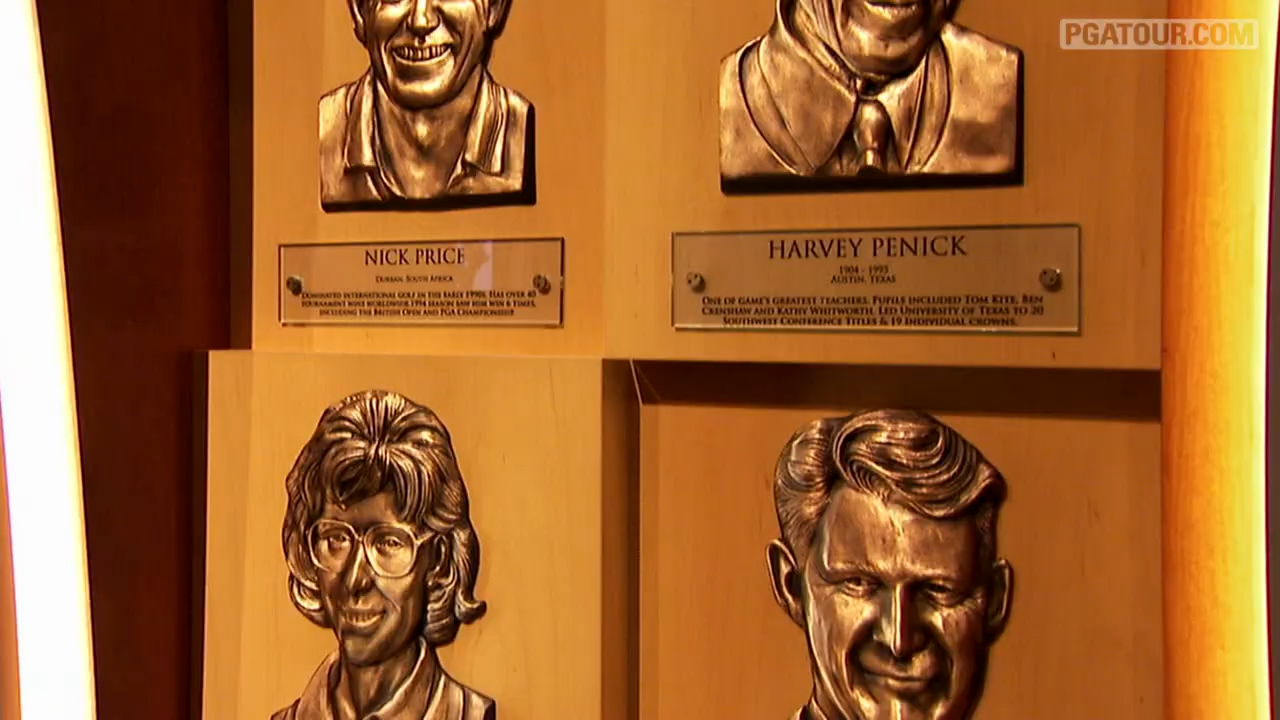 PGATOUR.COM
NICK PRICE
DURBAN, SOUTH AFRICA
DOMINATED INTERNATIONAL GOLF IN THE EARLY 1990S. HAS OVER 40
TOURNAMENT WINS WORLDWIDE. 1994 SEASON SAW HIM WIN 6 TIMES,
INCLUDING THE BRITISH OPEN AND PGA CHAMPIONSHIP.
HARVEY PENICK
1904 - 1995
AUSTIN, TEXAS
ONE OF GAME'S GREATEST TEACHERS. PUPILS INCLUDED TOM KITE, BEN
CRENSHAW AND KATHY WHITWORTH. LED UNIVERSITY OF TEXAS TO 20
SOUTHWEST CONFERENCE TITLES & 19 INDIVIDUAL CROWNS.